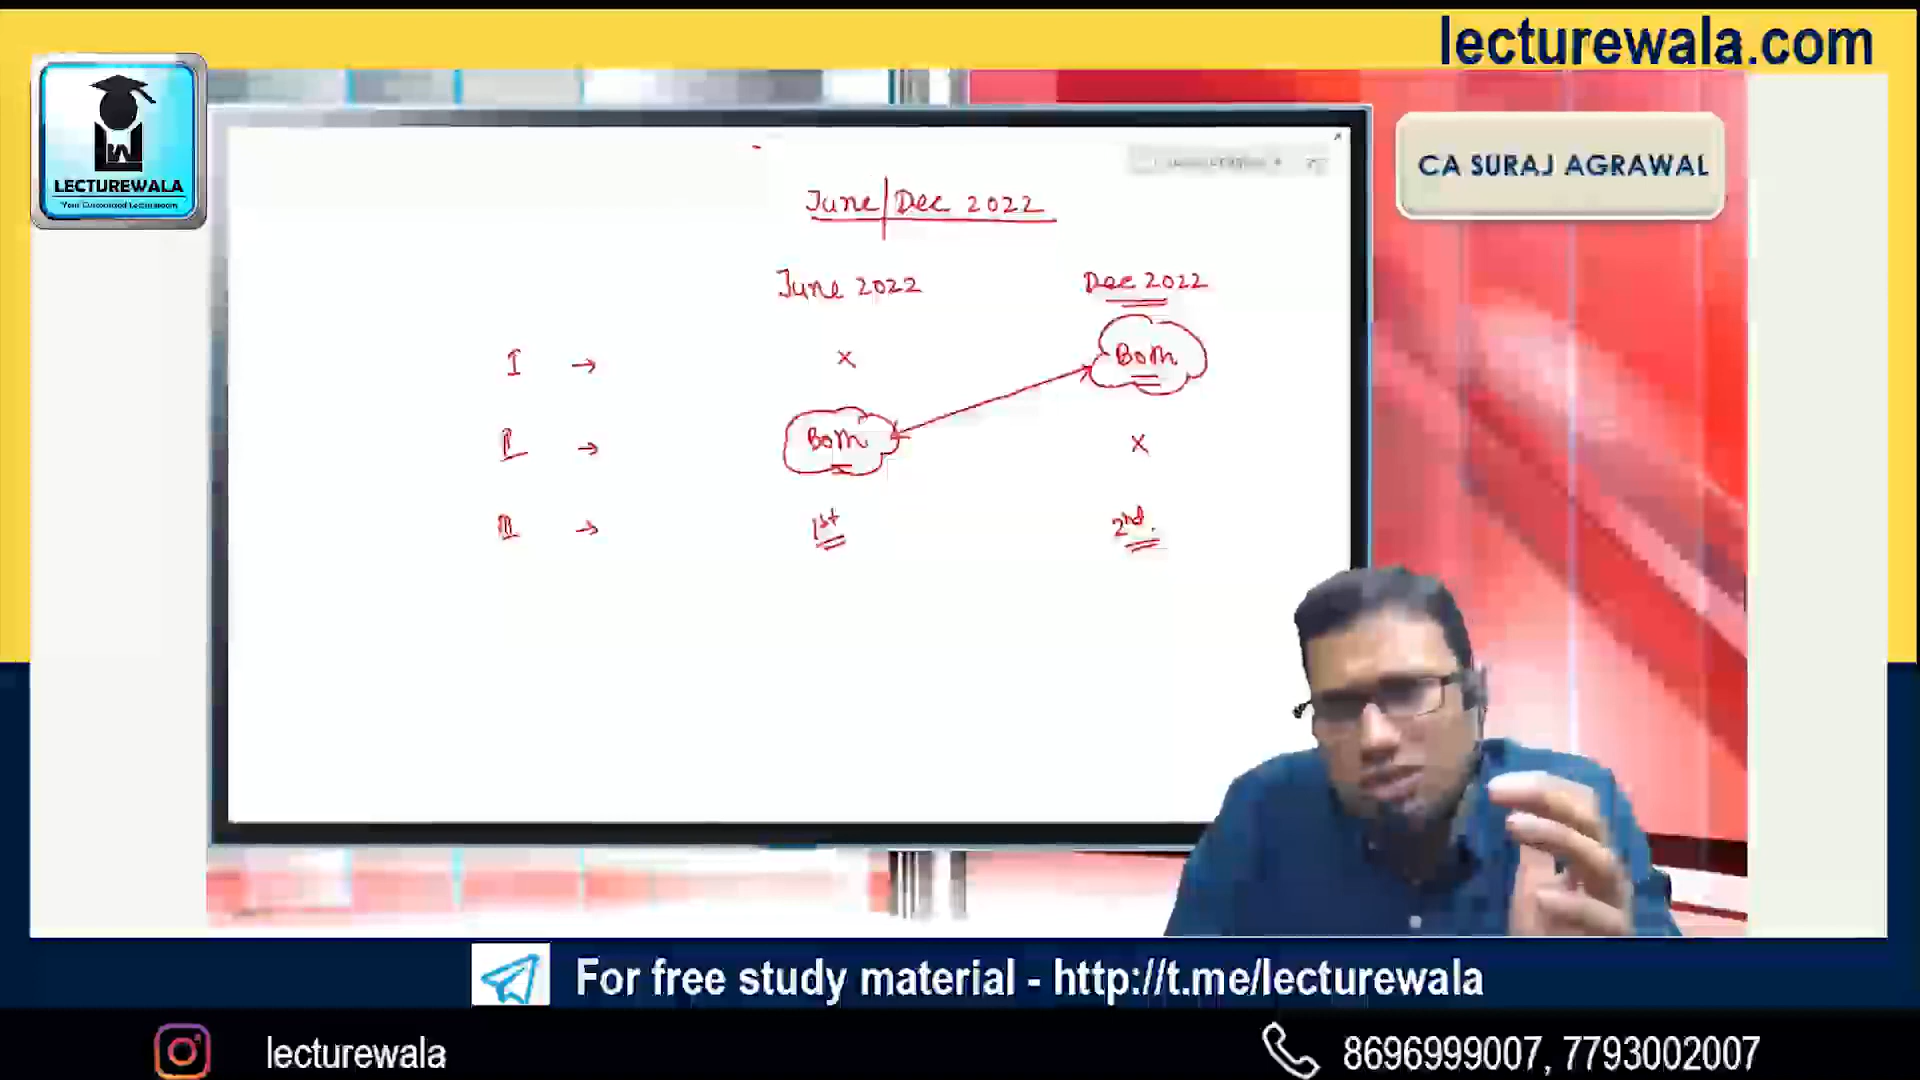 lecturewala.com
LECTUREWALA
CA SURAJ AGRAWAL
June | Dec 2022
June 2022 Dec 2022
I → x Both
II → Both x
III → 1st 2nd.
For free study material - http://t.me/lecturewala
lecturewala
8696999007, 7793002007